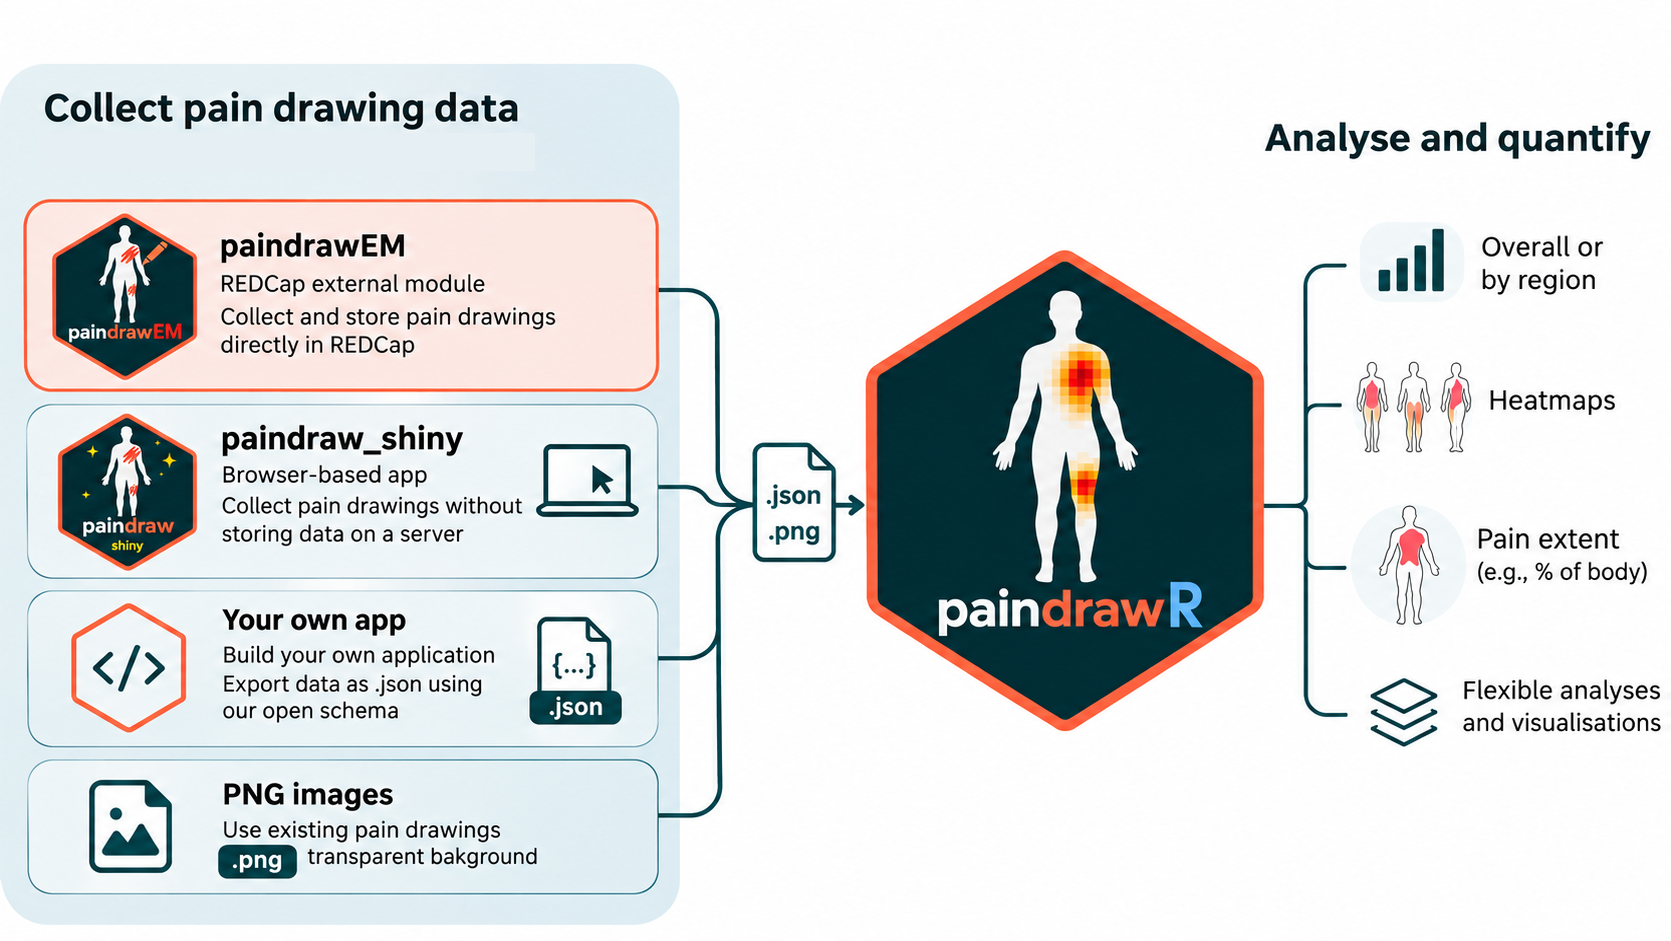 Collect pain drawing data
paindrawEM
paindrawEM
REDCap external module
Collect and store pain drawings
directly in REDCap
paindraw
shiny
paindraw_shiny
Browser-based app
Collect pain drawings without
storing data on a server
</>
Your own app
Build your own application
Export data as .json using
our open schema
{...}
.json
PNG images
Use existing pain drawings
.png transparent bakground
.json
.png
paindrawR
Analyse and quantify
Overall or
by region
Heatmaps
Pain extent
(e.g., % of body)
Flexible analyses
and visualisations